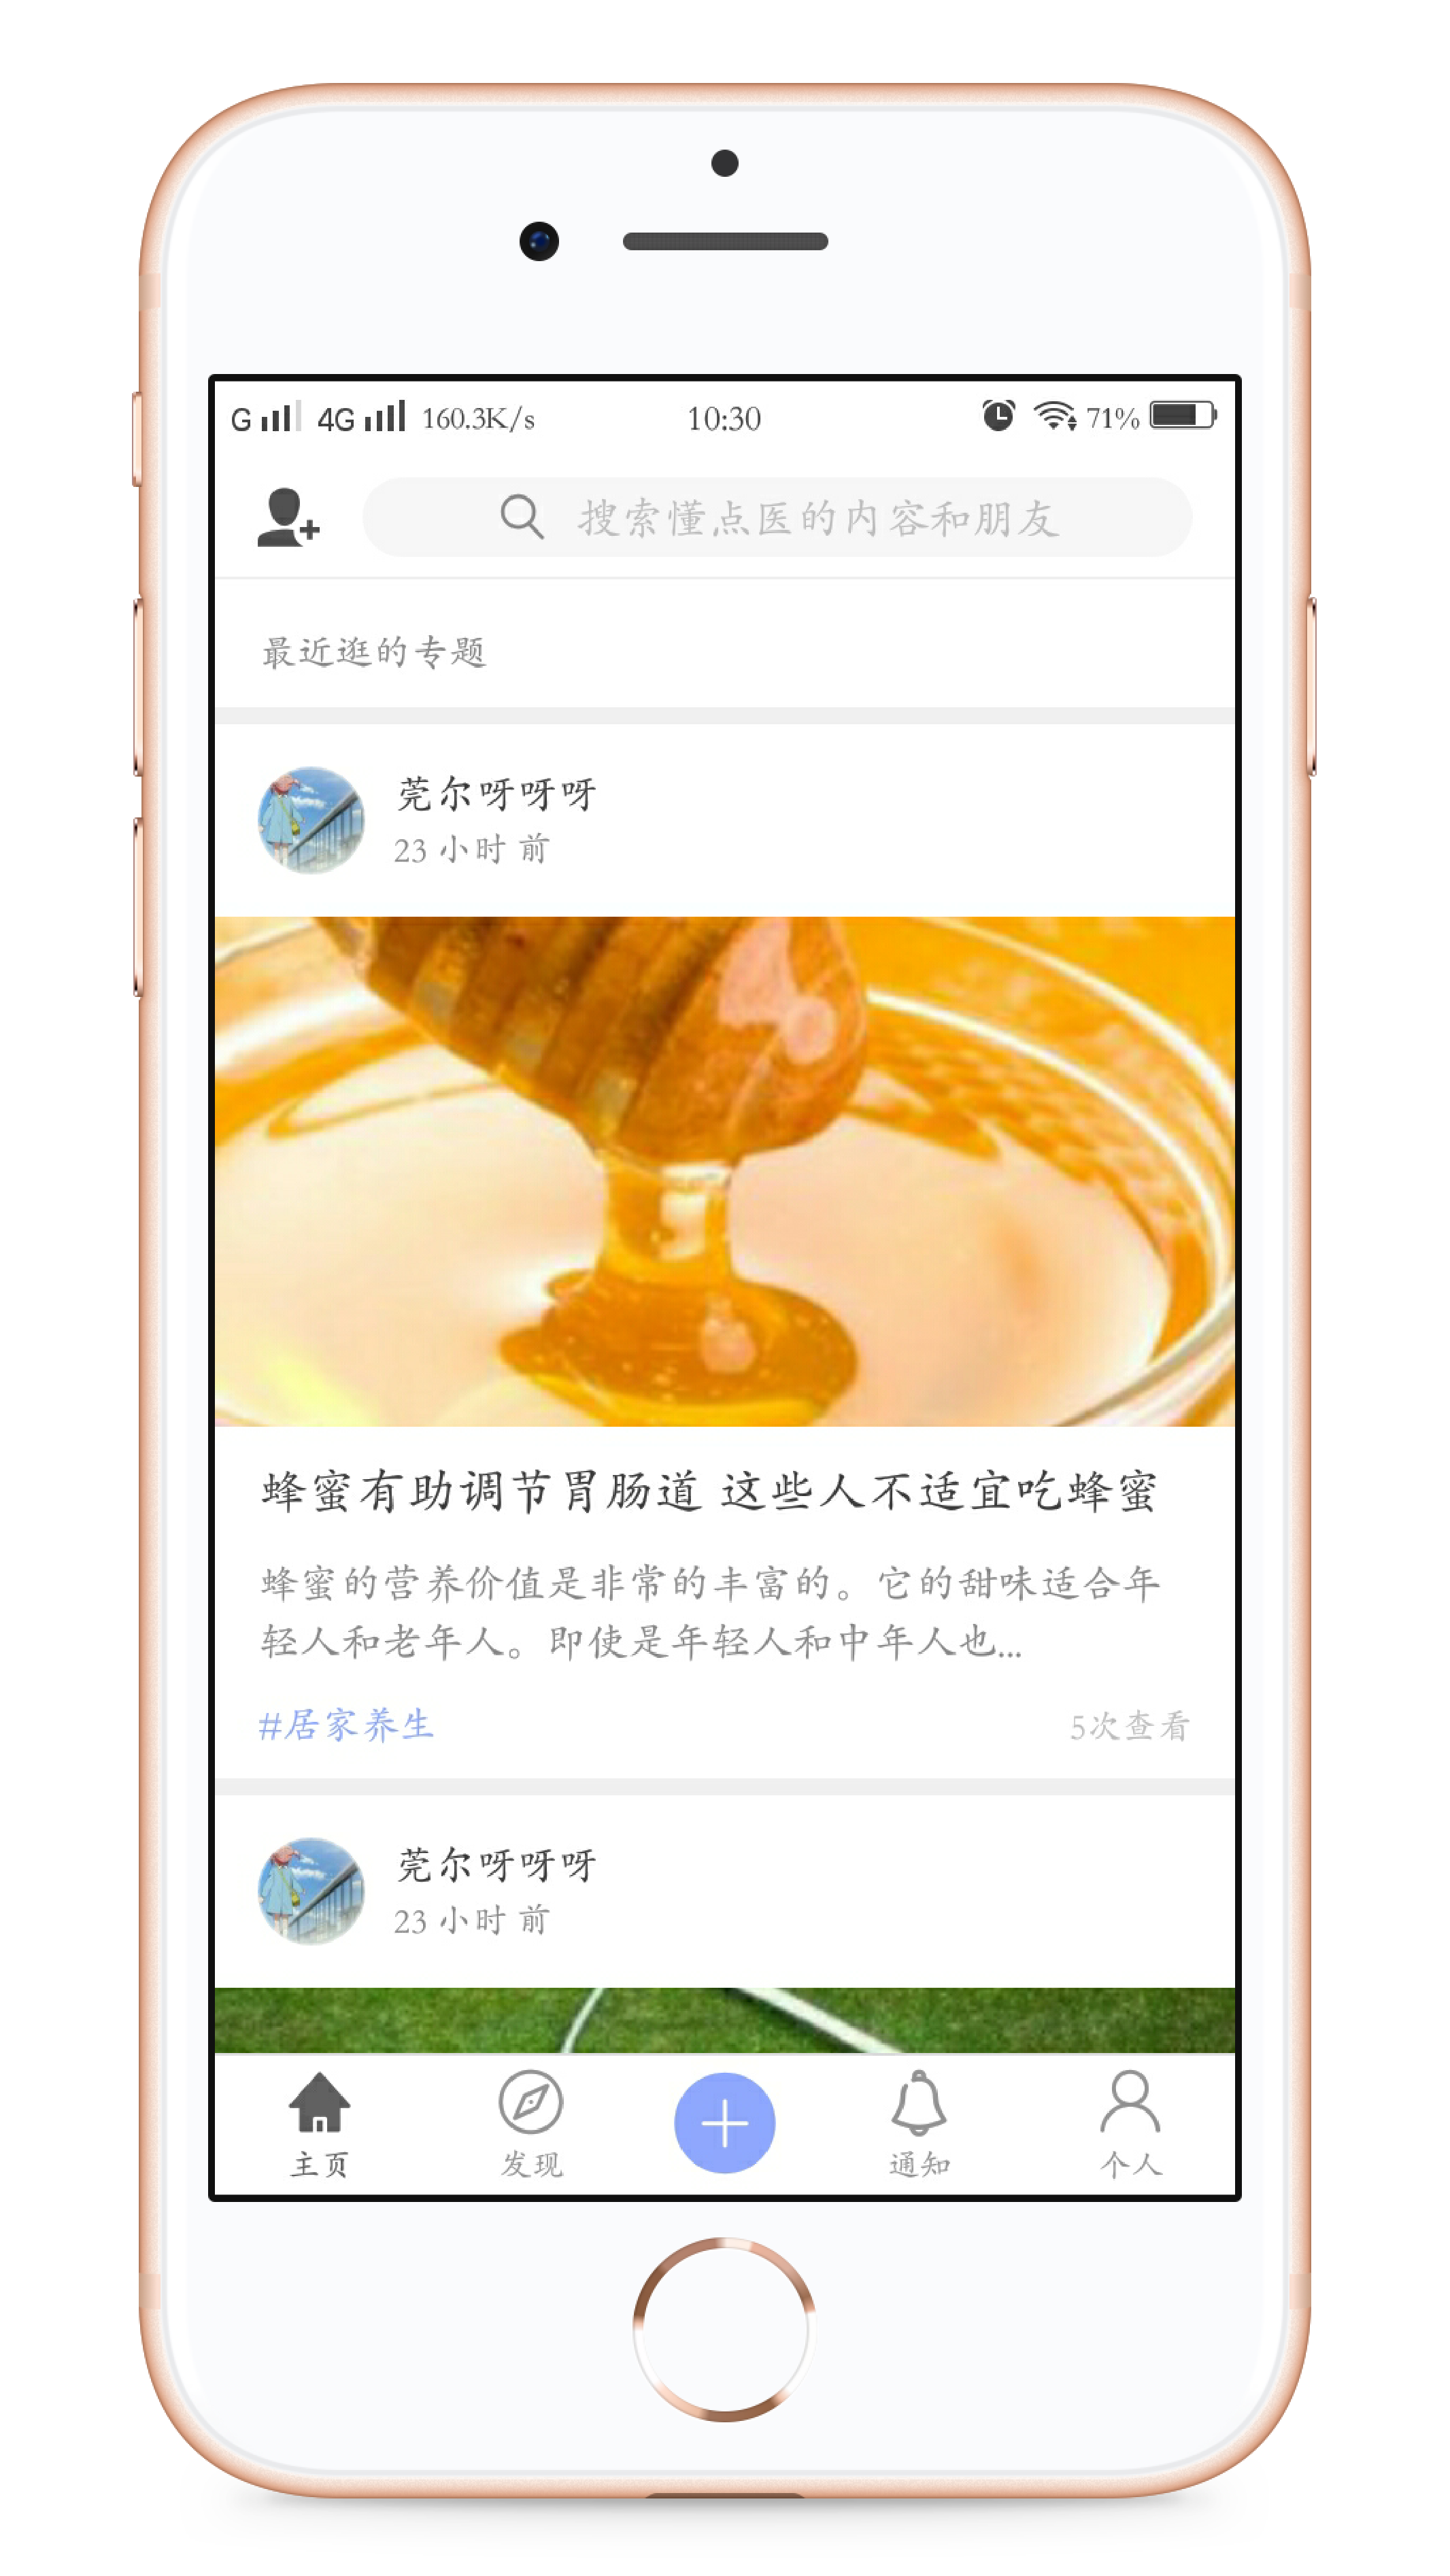 G 4G 160.3K/s 10:30 71%
搜索懂点医的内容和朋友
最近逛的专题
莞尔呀呀呀
23 小时 前
蜂蜜有助调节胃肠道 这些人不适宜吃蜂蜜
蜂蜜的营养价值是非常的丰富的。它的甜味适合年
轻人和老年人。即使是年轻人和中年人也...
#居家养生 5次查看
莞尔呀呀呀
23 小时 前
主页 发现 通知 个人